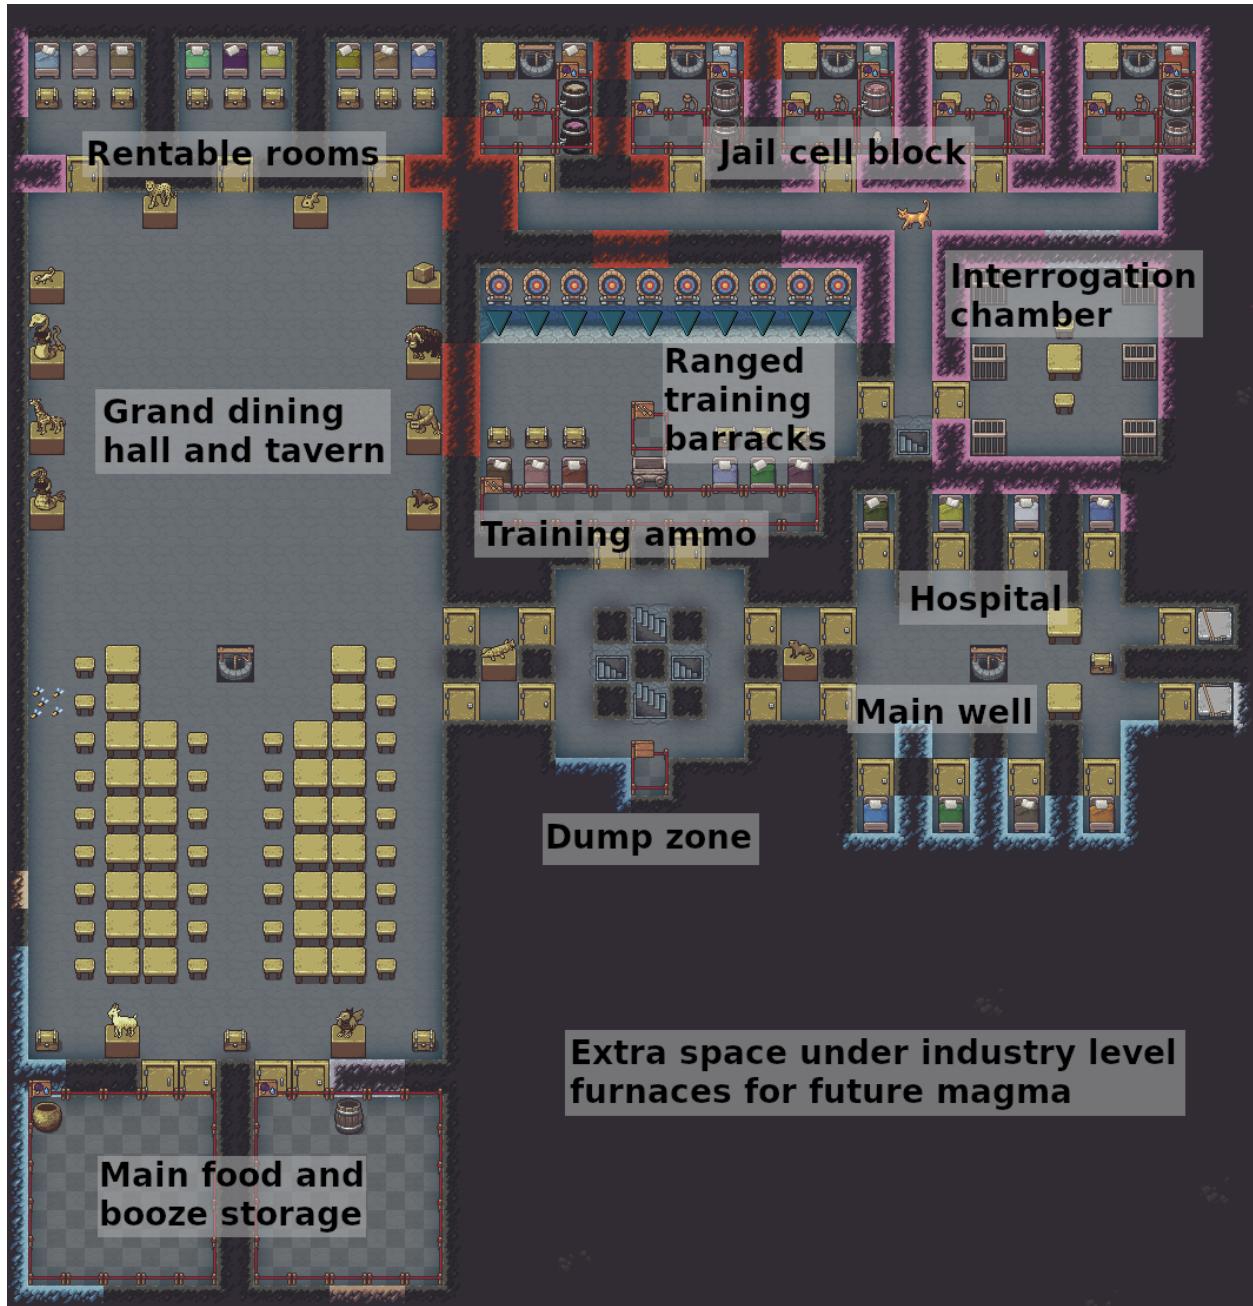 Rentable rooms
Jail cell block
Interrogation
chamber
Ranged
training
barracks
Grand dining
hall and tavern
Training ammo
Hospital
Main well
Dump zone
Extra space under industry level
furnaces for future magma
Main food and
booze storage